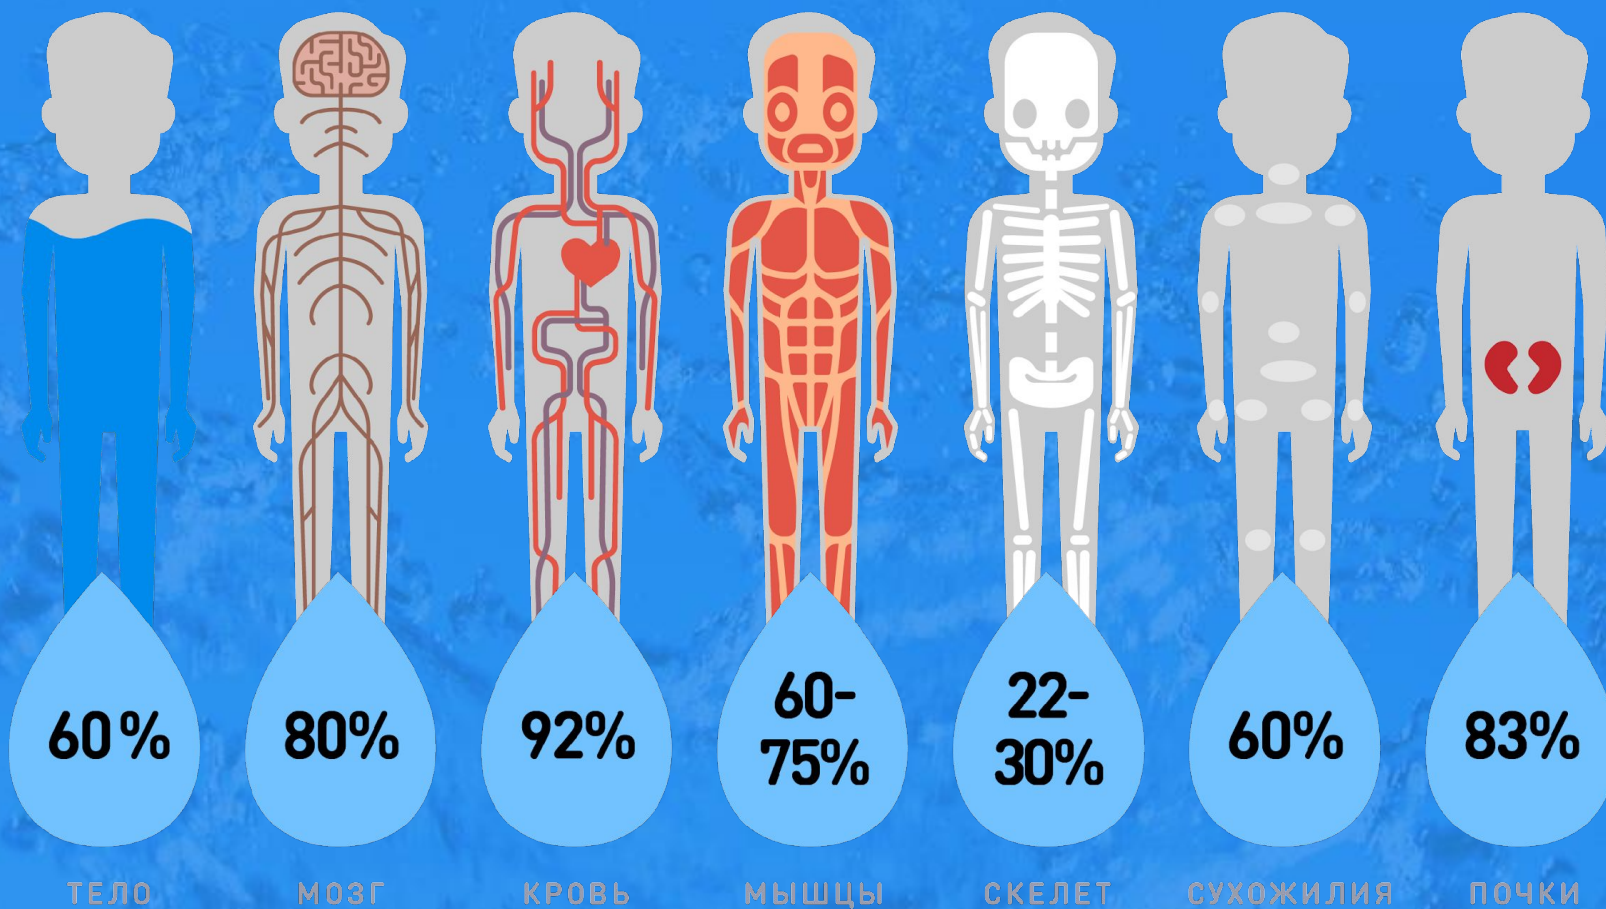 60%
80%
92%
60-
75%
22-
30%
60%
83%
ТЕЛО
МОЗГ
КРОВЬ
МЫШЦЫ
СКЕЛЕТ
СУХОЖИЛИЯ
ПОЧКИ